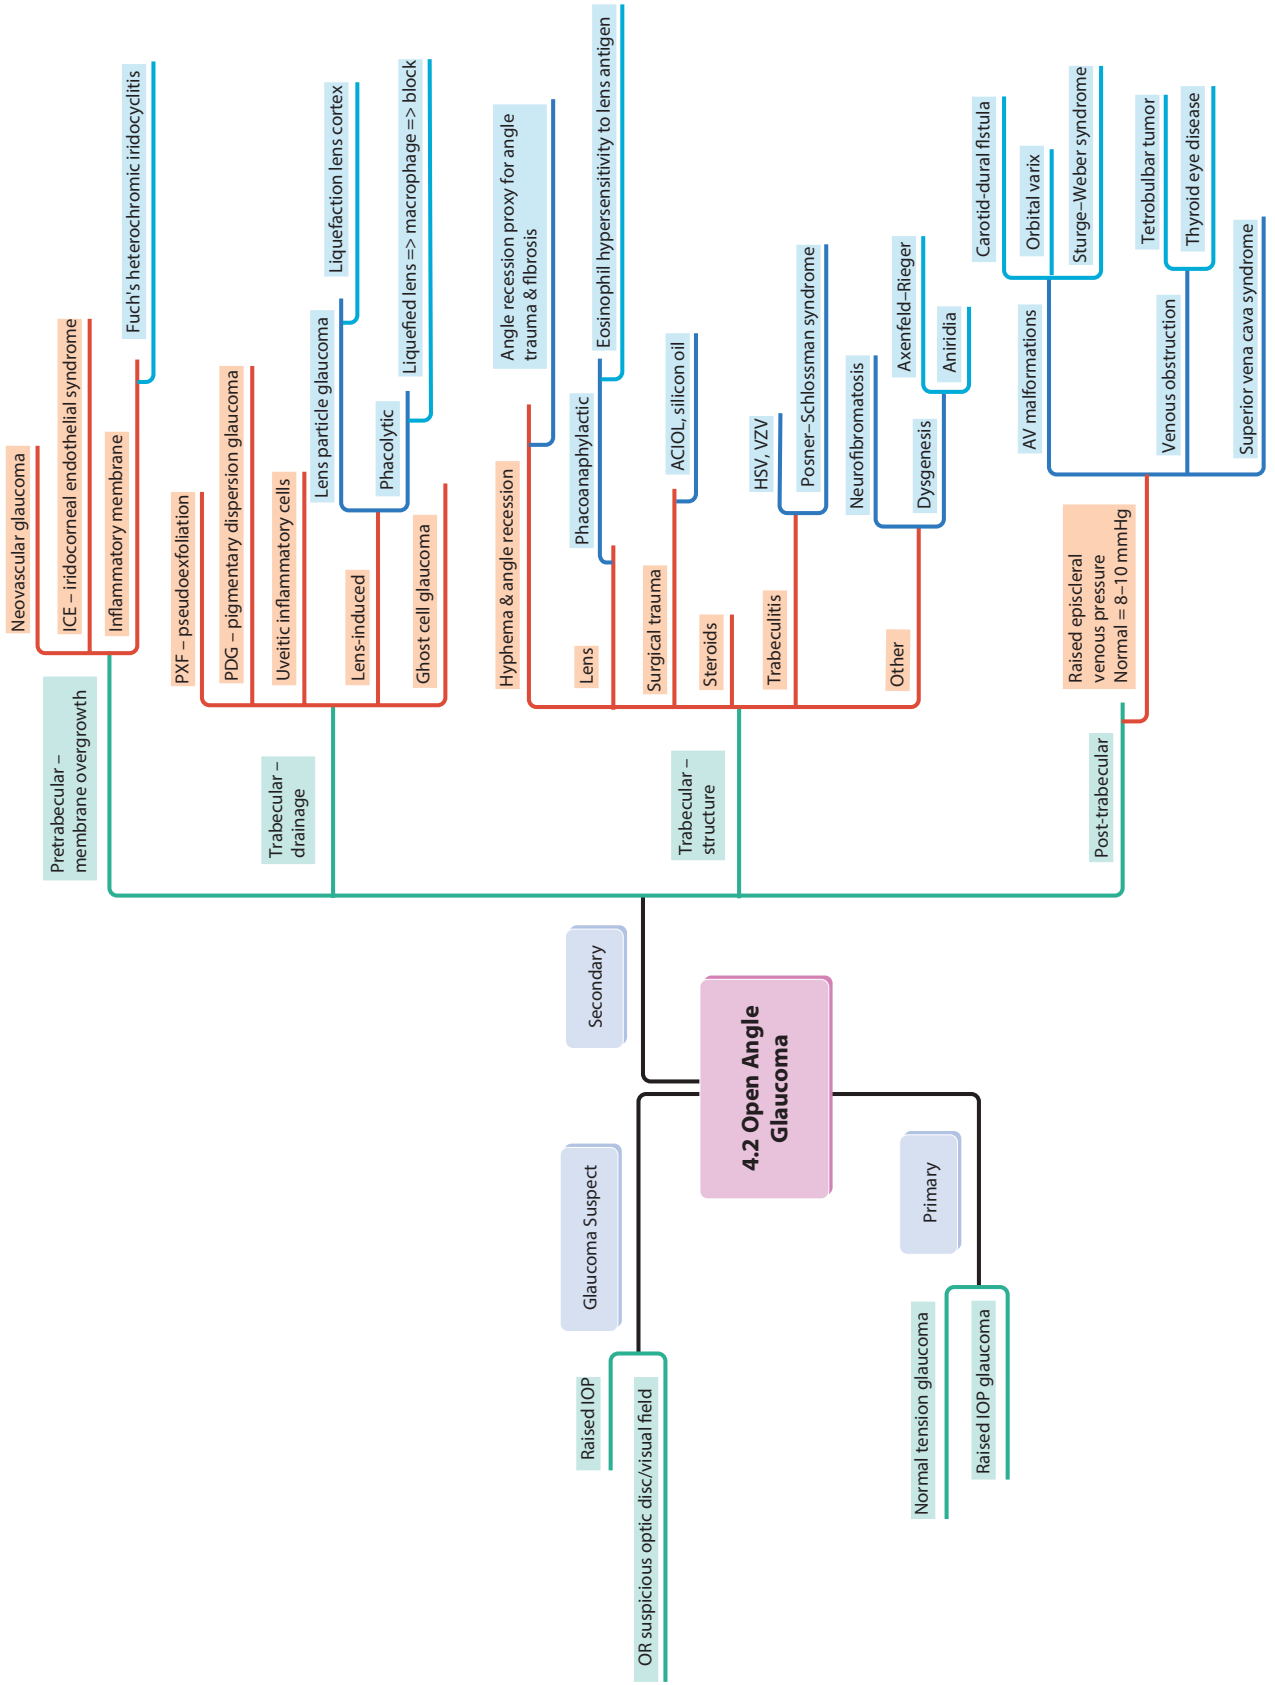 4.2 Open Angle
Glaucoma
Glaucoma Suspect
Raised IOP
OR suspicious optic disc/visual field
Primary
Normal tension glaucoma
Raised IOP glaucoma
Secondary
Pretrabecular –
membrane overgrowth
Neovascular glaucoma
ICE – iridocorneal endothelial syndrome
Inflammatory membrane
Fuch's heterochromic iridocyclitis
Trabecular –
drainage
PXF – pseudoexfoliation
PDG – pigmentary dispersion glaucoma
Uveitic inflammatory cells
Lens-induced
Lens particle glaucoma
Liquefaction lens cortex
Phacolytic
Liquefied lens => macrophage => block
Ghost cell glaucoma
Trabecular –
structure
Hyphema & angle recession
Angle recession proxy for angle
trauma & fibrosis
Lens
Phacoanaphylactic
Eosinophil hypersensitivity to lens antigen
Surgical trauma
ACIOL, silicon oil
Steroids
Trabeculitis
HSV, VZV
Posner–Schlossman syndrome
Other
Neurofibromatosis
Dysgenesis
Axenfeld–Rieger
Aniridia
Post-trabecular
Raised episcleral
venous pressure
Normal = 8–10 mmHg
AV malformations
Carotid-dural fistula
Orbital varix
Sturge–Weber syndrome
Venous obstruction
Tetrobulbar tumor
Thyroid eye disease
Superior vena cava syndrome